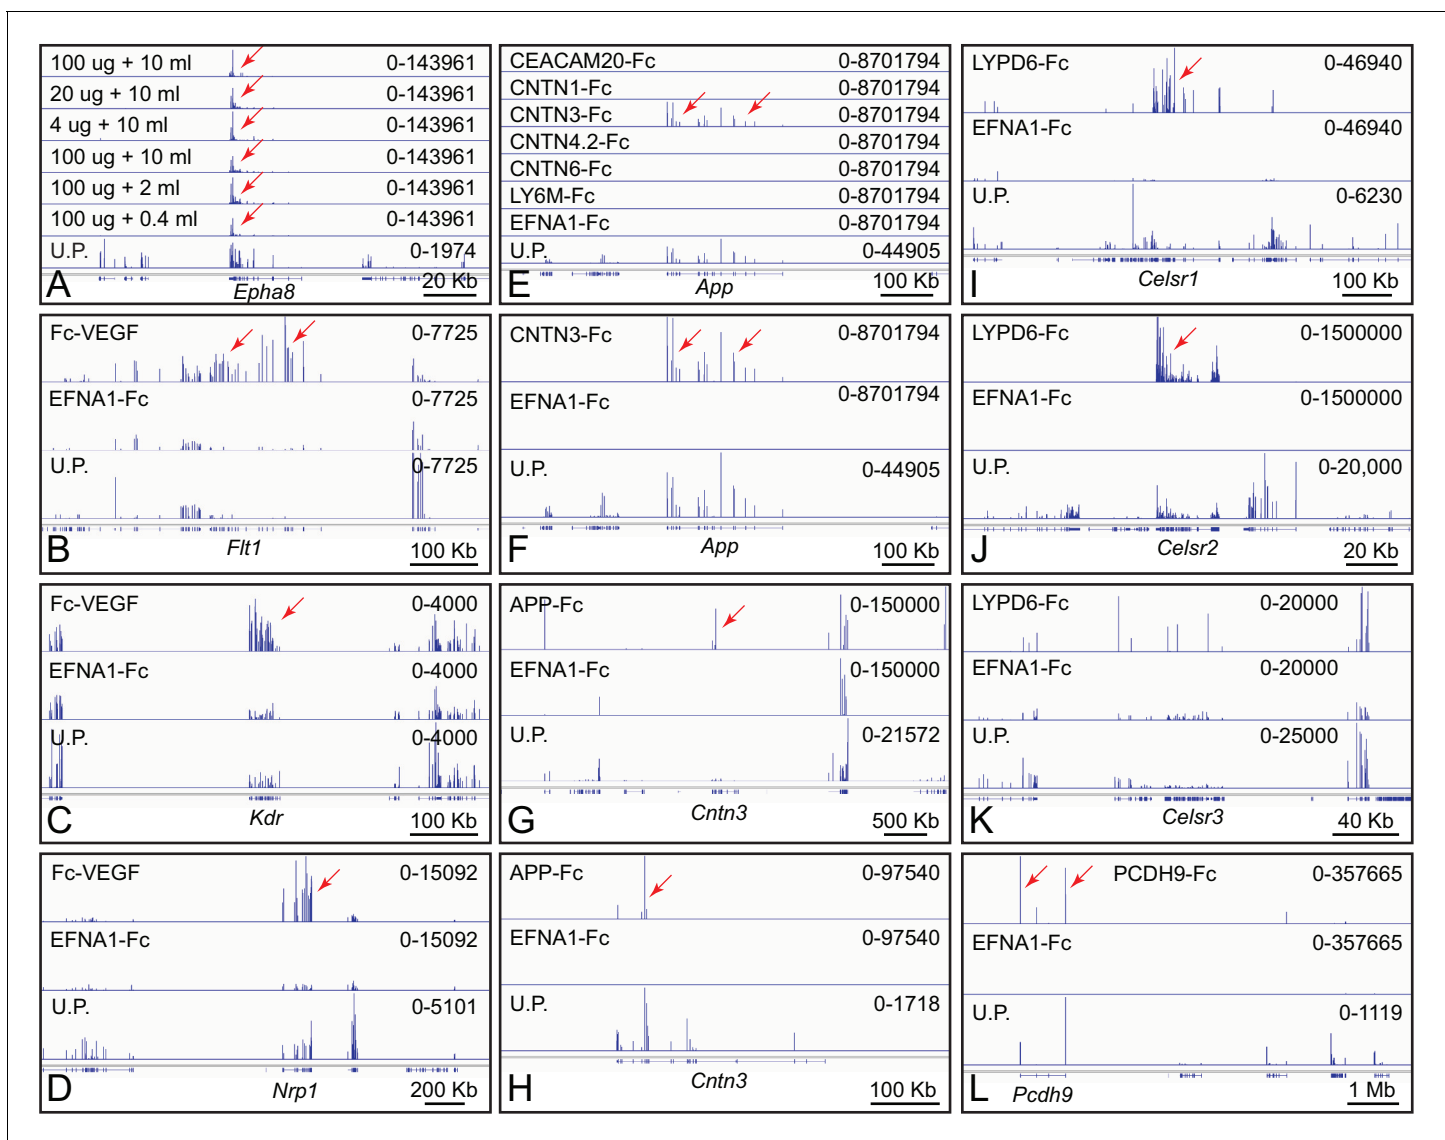 100 ug + 10 ml 0-143961
20 ug + 10 ml 0-143961
4 ug + 10 ml 0-143961
100 ug + 10 ml 0-143961
100 ug + 2 ml 0-143961
100 ug + 0.4 ml 0-143961
U.P. 0-1974
A Epha8 20 Kb
Fc-VEGF 0-7725
EFNA1-Fc 0-7725
U.P. 0-7725
B Flt1 100 Kb
Fc-VEGF 0-4000
EFNA1-Fc 0-4000
U.P. 0-4000
C Kdr 100 Kb
Fc-VEGF 0-15092
EFNA1-Fc 0-15092
U.P. 0-5101
D Nrp1 200 Kb
CEACAM20-Fc 0-8701794
CNTN1-Fc 0-8701794
CNTN3-Fc 0-8701794
CNTN4.2-Fc 0-8701794
CNTN6-Fc 0-8701794
LY6M-Fc 0-8701794
EFNA1-Fc 0-8701794
U.P. 0-44905
E App 100 Kb
CNTN3-Fc 0-8701794
EFNA1-Fc 0-8701794
U.P. 0-44905
F App 100 Kb
APP-Fc 0-150000
EFNA1-Fc 0-150000
U.P. 0-21572
G Cntn3 500 Kb
APP-Fc 0-97540
EFNA1-Fc 0-97540
U.P. 0-1718
H Cntn3 100 Kb
LYPD6-Fc 0-46940
EFNA1-Fc 0-46940
U.P. 0-6230
I Celsr1 100 Kb
LYPD6-Fc 0-1500000
EFNA1-Fc 0-1500000
U.P. 0-20,000
J Celsr2 20 Kb
LYPD6-Fc 0-20000
EFNA1-Fc 0-20000
U.P. 0-25000
K Celsr3 40 Kb
PCDH9-Fc 0-357665
EFNA1-Fc 0-357665
U.P. 0-1119
L Pcdh9 1 Mb